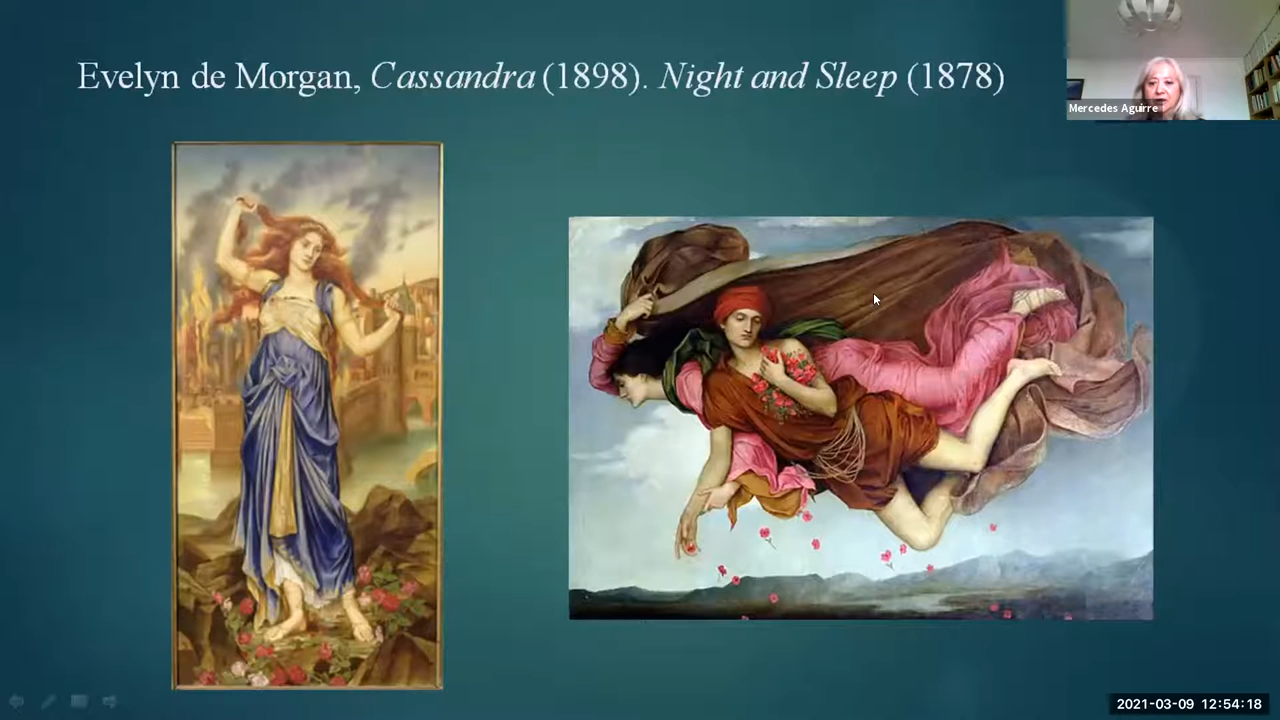 Evelyn de Morgan, Cassandra (1898). Night and Sleep (1878)
Mercedes Aguirre
2021-03-09 12:54:18